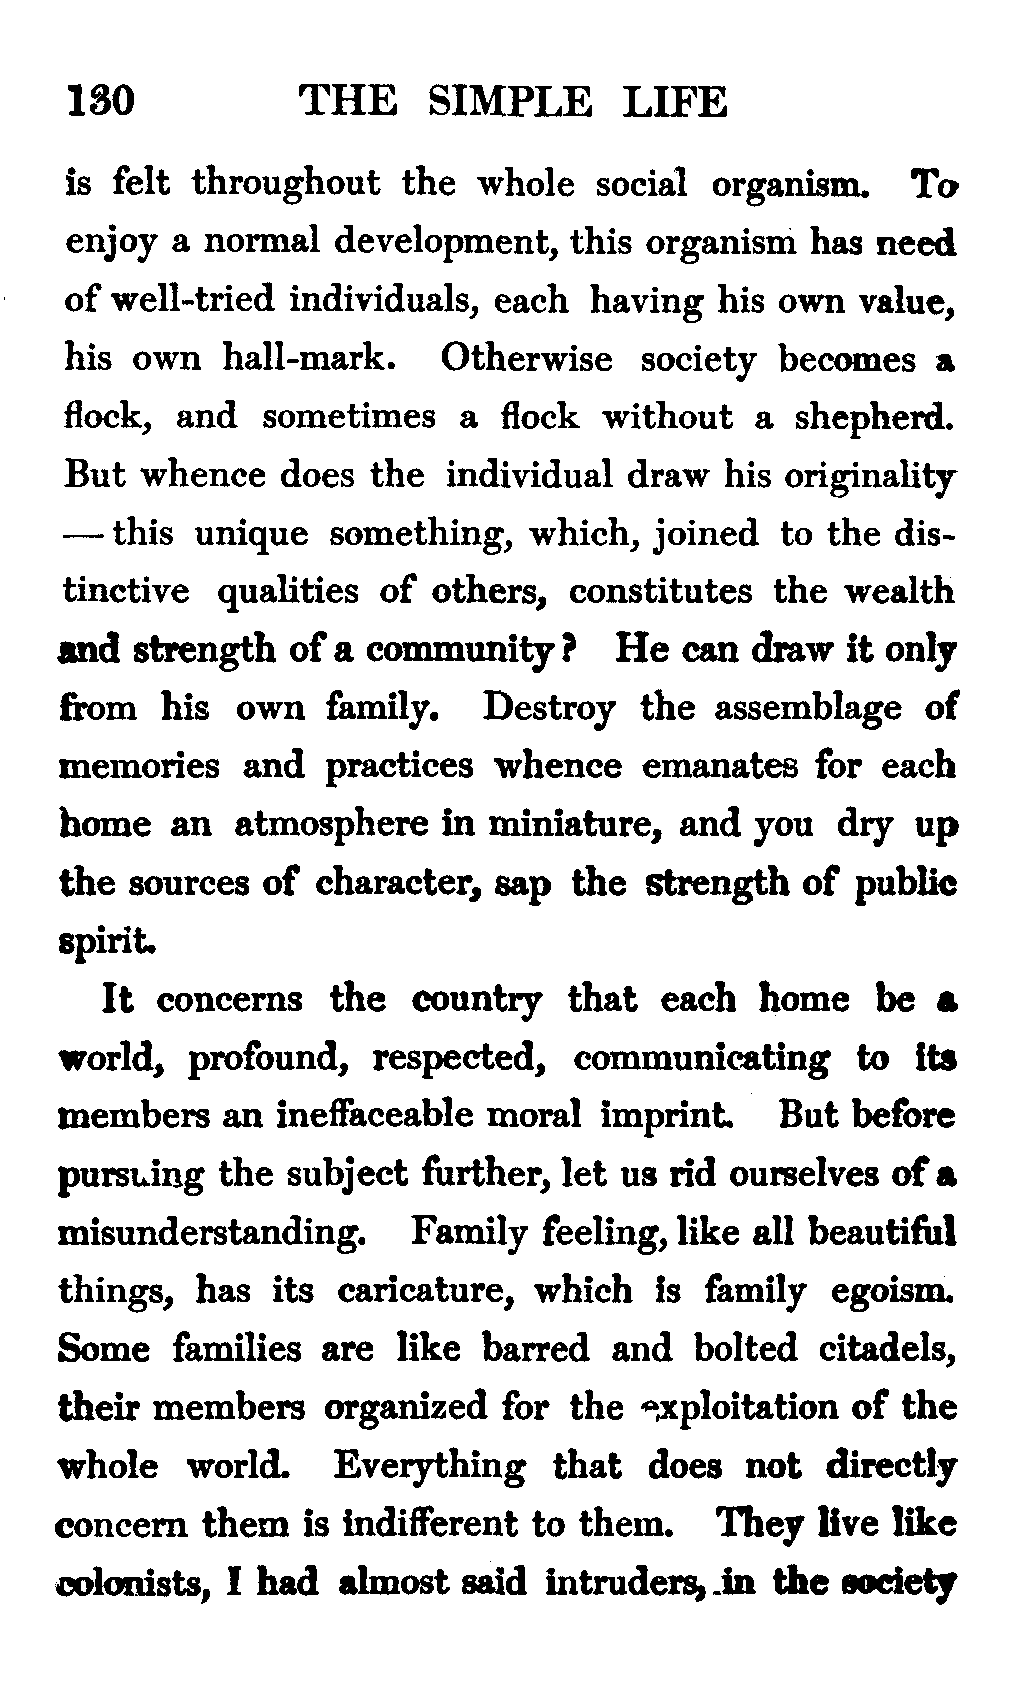 130 THE SIMPLE LIFE
is felt throughout the whole social organism. To
enjoy a normal development, this organism has need
of well-tried individuals, each having his own value,
his own hall-mark. Otherwise society becomes a
flock, and sometimes a flock without a shepherd.
But whence does the individual draw his originality
— this unique something, which, joined to the dis-
tinctive qualities of others, constitutes the wealth
and strength of a community? He can draw it only
from his own family. Destroy the assemblage of
memories and practices whence emanates for each
home an atmosphere in miniature, and you dry up
the sources of character, sap the strength of public
spirit.
It concerns the country that each home be a
world, profound, respected, communicating to its
members an ineffaceable moral imprint. But before
pursuing the subject further, let us rid ourselves of a
misunderstanding. Family feeling, like all beautiful
things, has its caricature, which is family egoism.
Some families are like barred and bolted citadels,
their members organized for the exploitation of the
whole world. Everything that does not directly
concern them is indifferent to them. They live like
colonists, I had almost said intruders, in the society